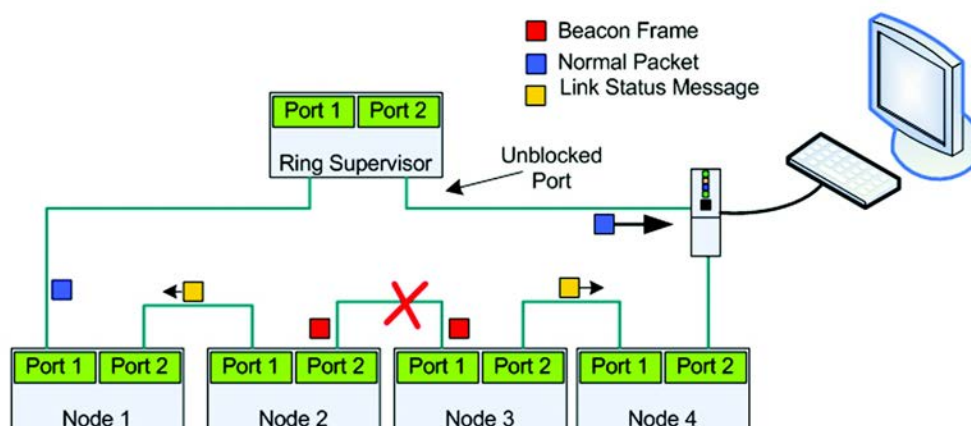 Beacon Frame
Normal Packet
Link Status Message
Port 1 Port 2
Ring Supervisor
Unblocked
Port
Port 1 Port 2 Port 1 Port 2 Port 1 Port 2 Port 1 Port 2
Node 1 Node 2 Node 3 Node 4